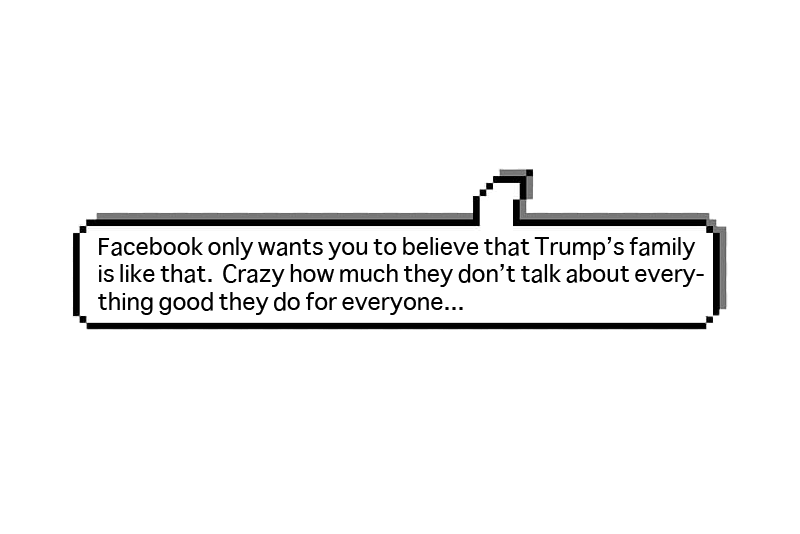 Facebook only wants you to believe that Trump’s family
is like that.  Crazy how much they don’t talk about every-
thing good they do for everyone...